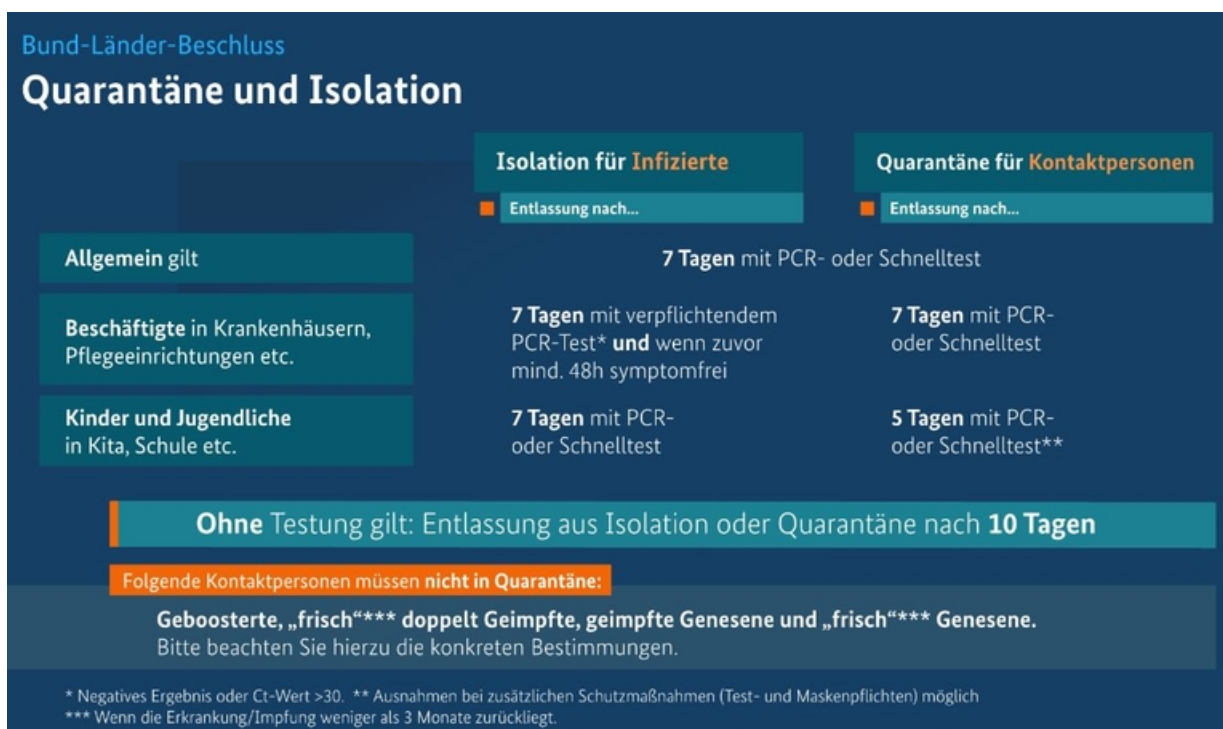 Bund-Länder-Beschluss
Quarantäne und Isolation
Isolation für Infizierte
Quarantäne für Kontaktpersonen
Entlassung nach...
Entlassung nach...
Allgemein gilt
7 Tagen mit PCR- oder Schnelltest
Beschäftigte in Krankenhäusern,
Pflegeeinrichtungen etc.
7 Tagen mit verpflichtendem
PCR-Test* und wenn zuvor
mind. 48h symptomfrei
7 Tagen mit PCR-
oder Schnelltest
Kinder und Jugendliche
in Kita, Schule etc.
7 Tagen mit PCR-
oder Schnelltest
5 Tagen mit PCR-
oder Schnelltest**
Ohne Testung gilt: Entlassung aus Isolation oder Quarantäne nach 10 Tagen
Folgende Kontaktpersonen müssen nicht in Quarantäne:
Geboosterte, „frisch“*** doppelt Geimpfte, geimpfte Genesene und „frisch“*** Genesene.
Bitte beachten Sie hierzu die konkreten Bestimmungen.
* Negatives Ergebnis oder Ct-Wert >30. ** Ausnahmen bei zusätzlichen Schutzmaßnahmen (Test- und Maskenpflichten) möglich
*** Wenn die Erkrankung/Impfung weniger als 3 Monate zurückliegt.